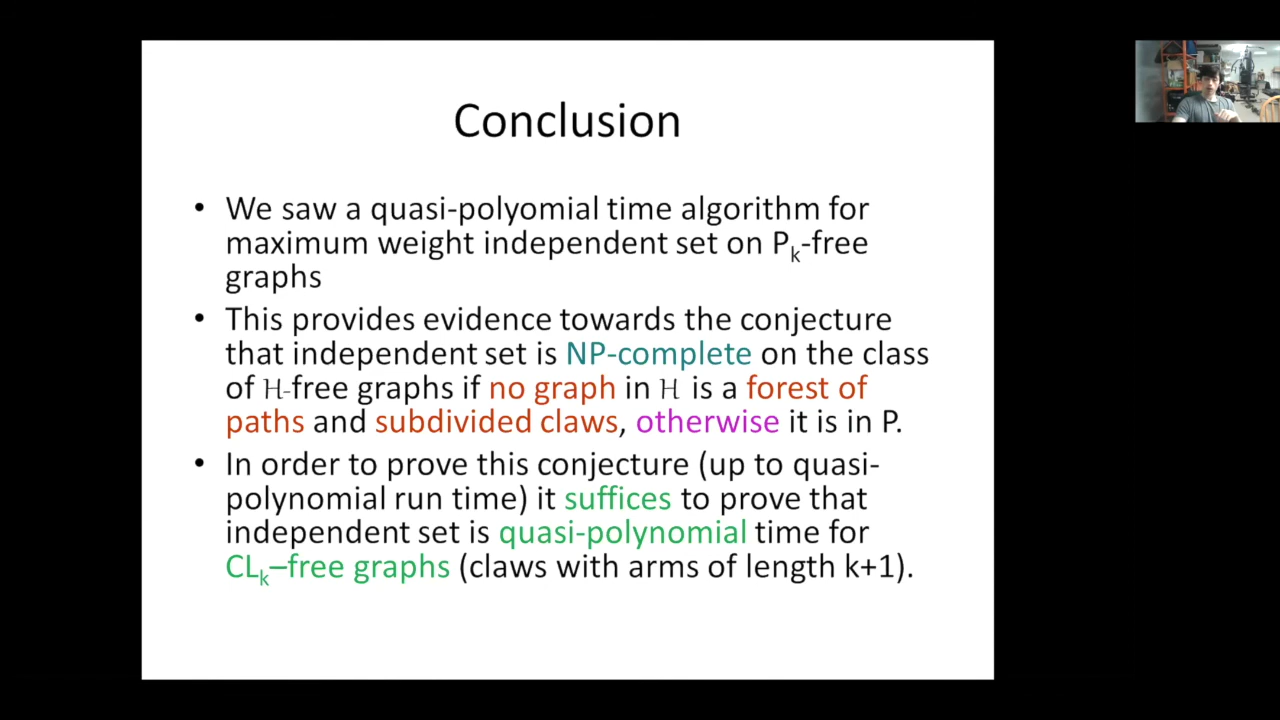 Conclusion
• We saw a quasi-polyomial time algorithm for
maximum weight independent set on Pk-free
graphs
• This provides evidence towards the conjecture
that independent set is NP-complete on the class
of H-free graphs if no graph in H is a forest of
paths and subdivided claws, otherwise it is in P.
• In order to prove this conjecture (up to quasi-
polynomial run time) it suffices to prove that
independent set is quasi-polynomial time for
CLk–free graphs (claws with arms of length k+1).